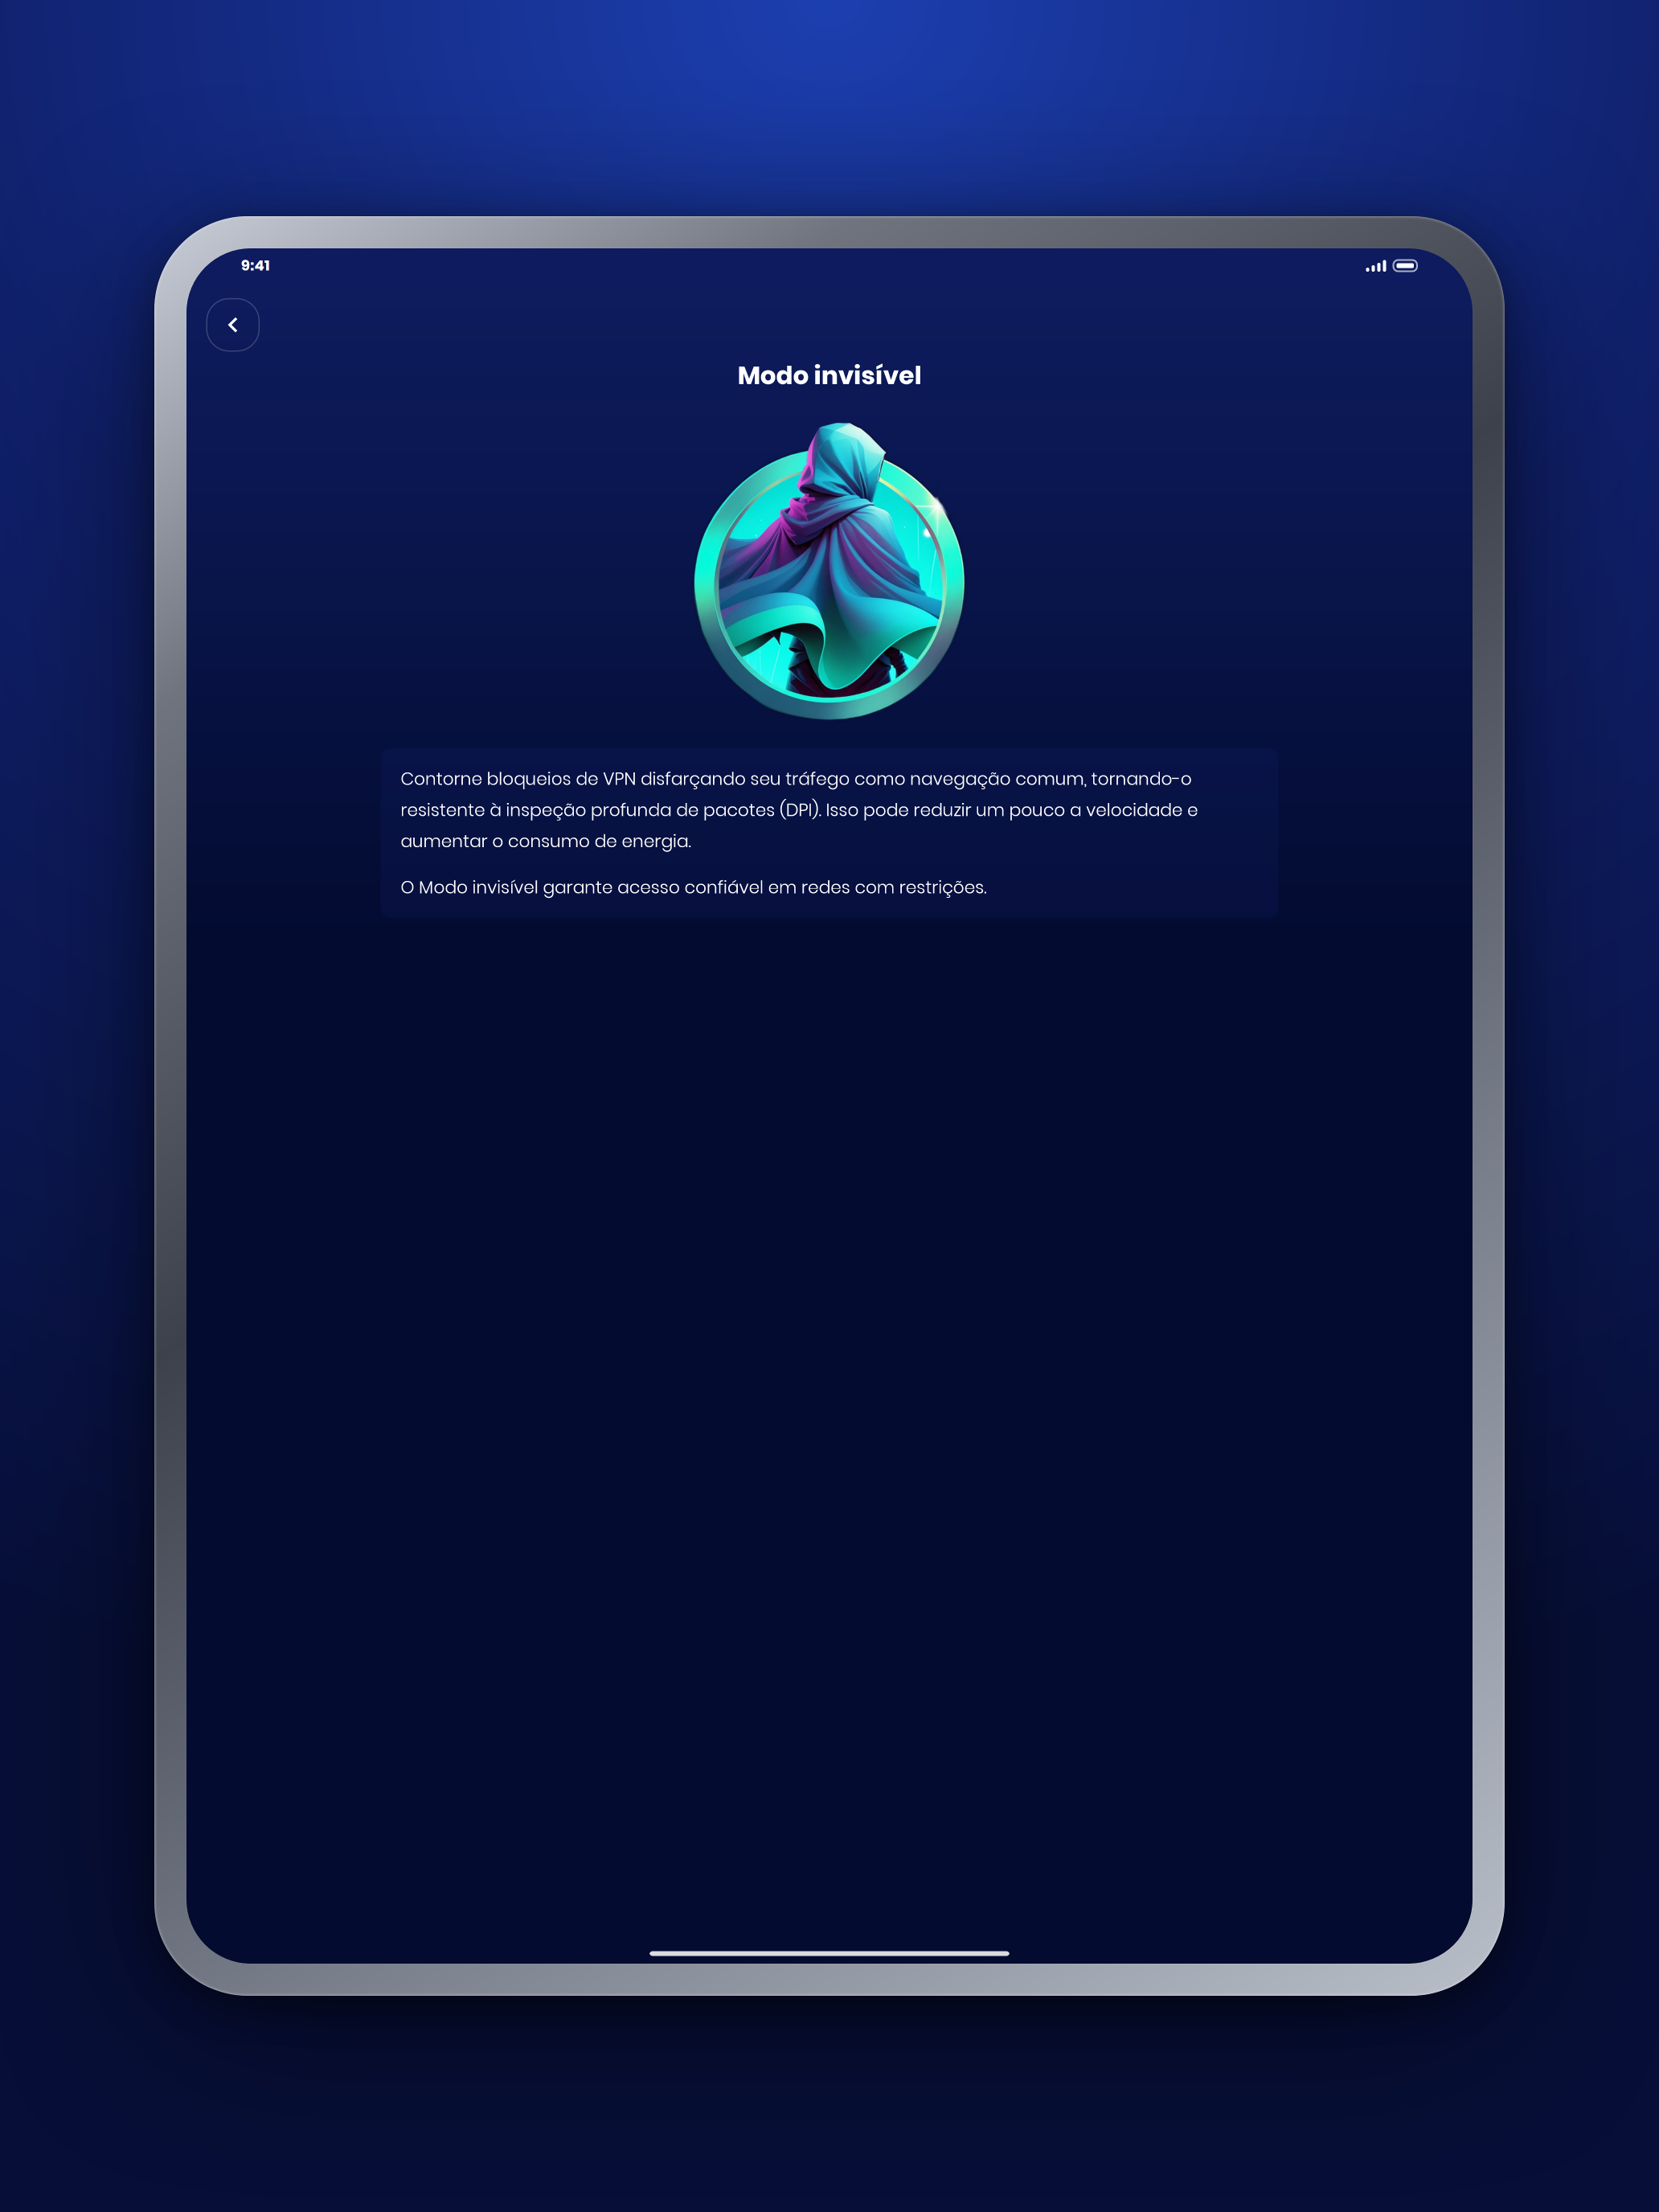 9:41
Modo invisível
Contorne bloqueios de VPN disfarçando seu tráfego como navegação comum, tornando-o
resistente à inspeção profunda de pacotes (DPI). Isso pode reduzir um pouco a velocidade e
aumentar o consumo de energia.
O Modo invisível garante acesso confiável em redes com restrições.